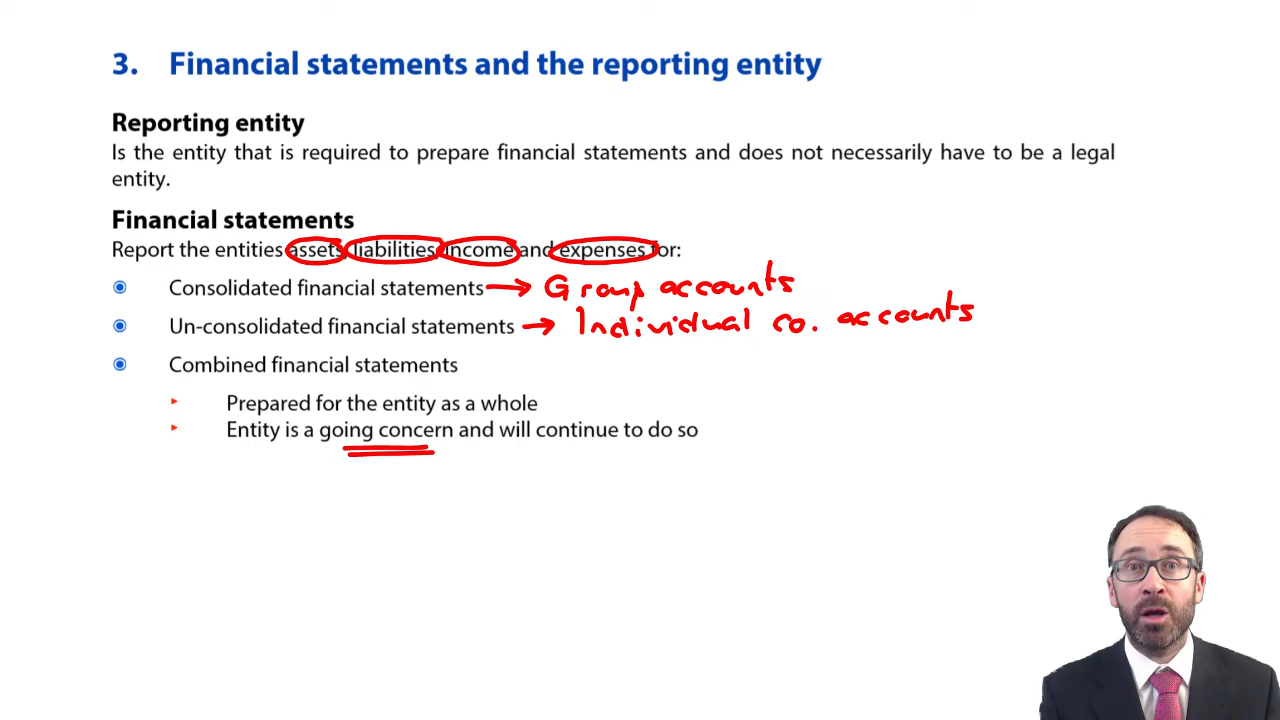 3. Financial statements and the reporting entity
Reporting entity
Is the entity that is required to prepare financial statements and does not necessarily have to be a legal
entity.
Financial statements
Report the entities assets, liabilities, income and expenses for:
Consolidated financial statements → Group accounts
Un-consolidated financial statements → Individual co. accounts
Combined financial statements
Prepared for the entity as a whole
Entity is a going concern and will continue to do so